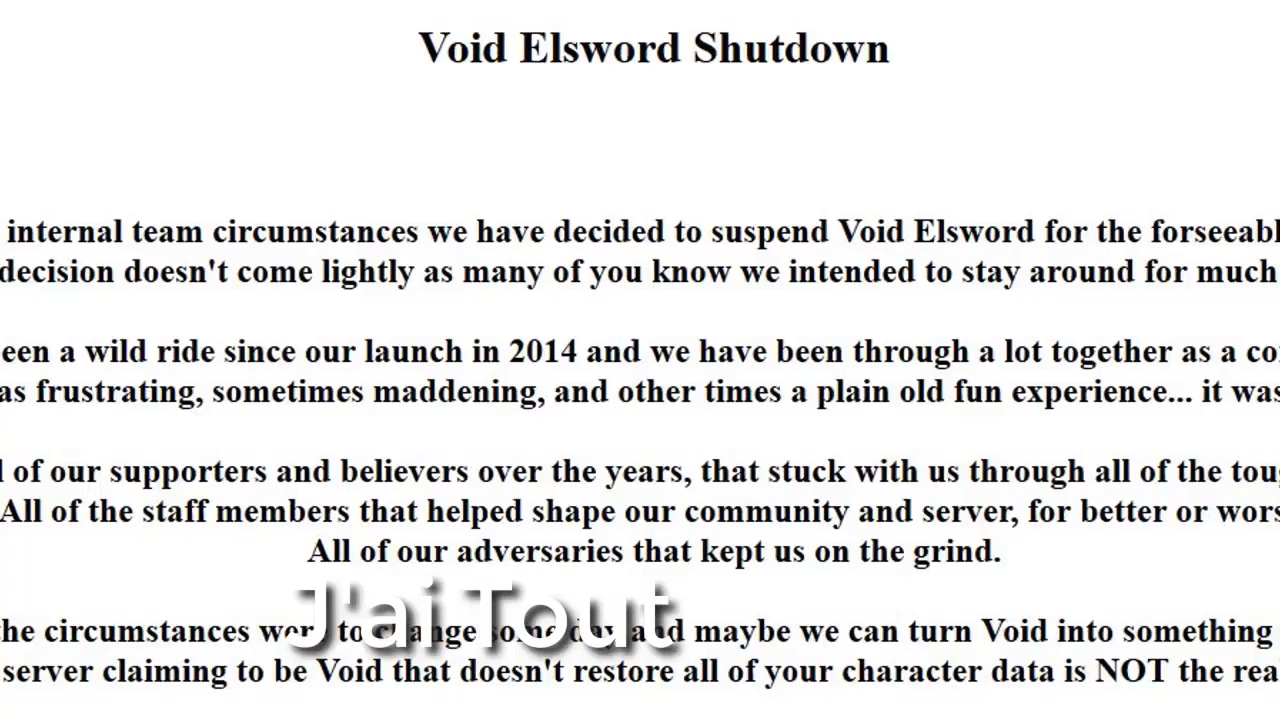 Void Elsword Shutdown
internal team circumstances we have decided to suspend Void Elsword for the forseeabl
decision doesn't come lightly as many of you know we intended to stay around for much
een a wild ride since our launch in 2014 and we have been through a lot together as a co
as frustrating, sometimes maddening, and other times a plain old fun experience... it was
l of our supporters and believers over the years, that stuck with us through all of the toug
All of the staff members that helped shape our community and server, for better or wors
All of our adversaries that kept us on the grind.
J'ai Tout
he circumstances were to change some day and maybe we can turn Void into something
server claiming to be Void that doesn't restore all of your character data is NOT the rea